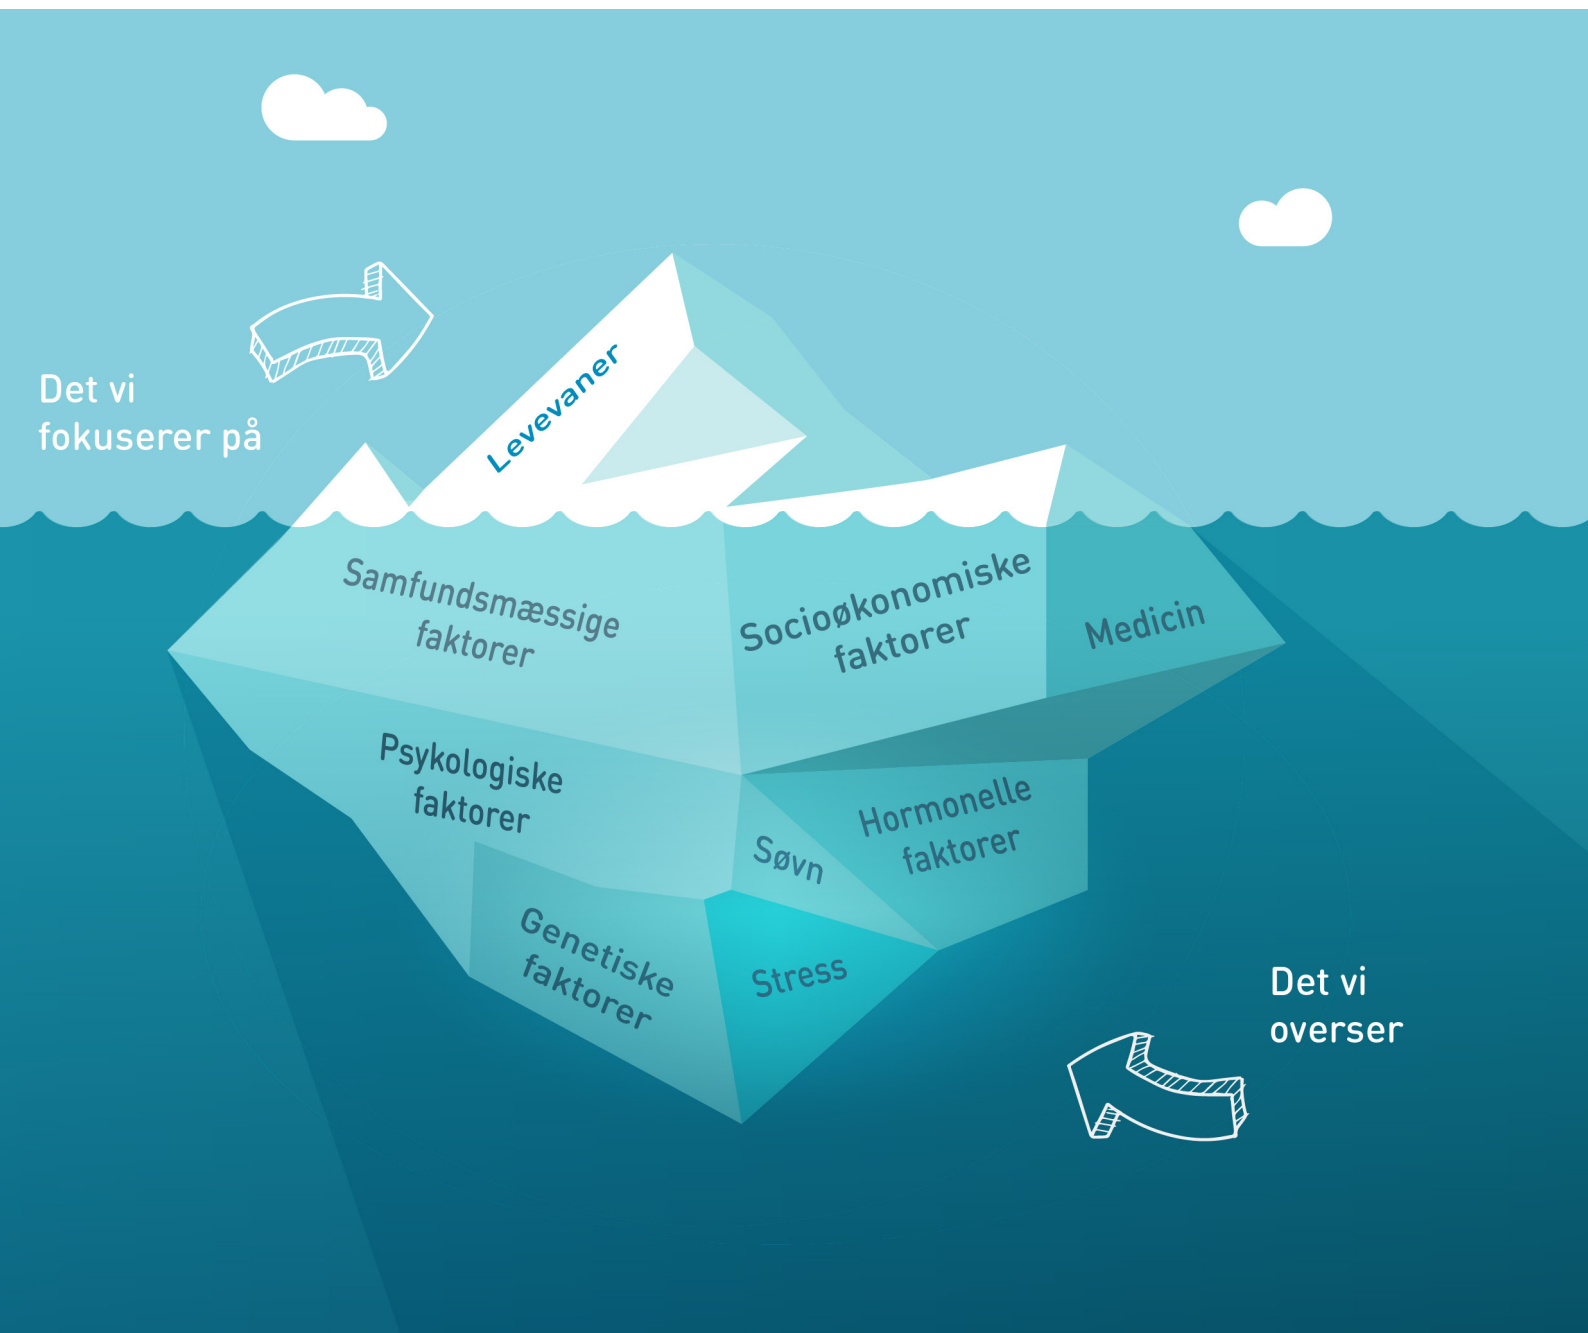 Levevaner
Det vi
fokuserer på
Samfundsmæssige
faktorer
Socioøkonomiske
faktorer
Medicin
Psykologiske
faktorer
Søvn
Hormonelle
faktorer
Genetiske
faktorer
Stress
Det vi
overser